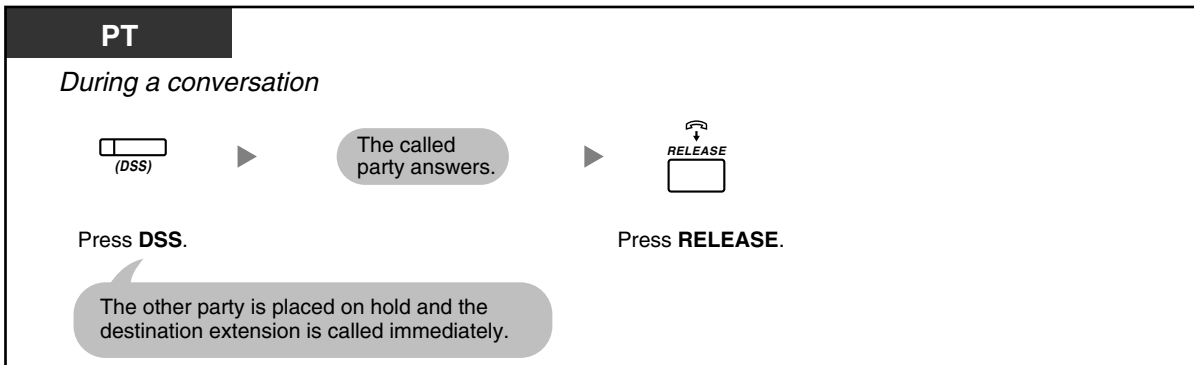 PT
During a conversation
(DSS)
The called
party answers.
RELEASE
Press DSS.
Press RELEASE.
The other party is placed on hold and the
destination extension is called immediately.